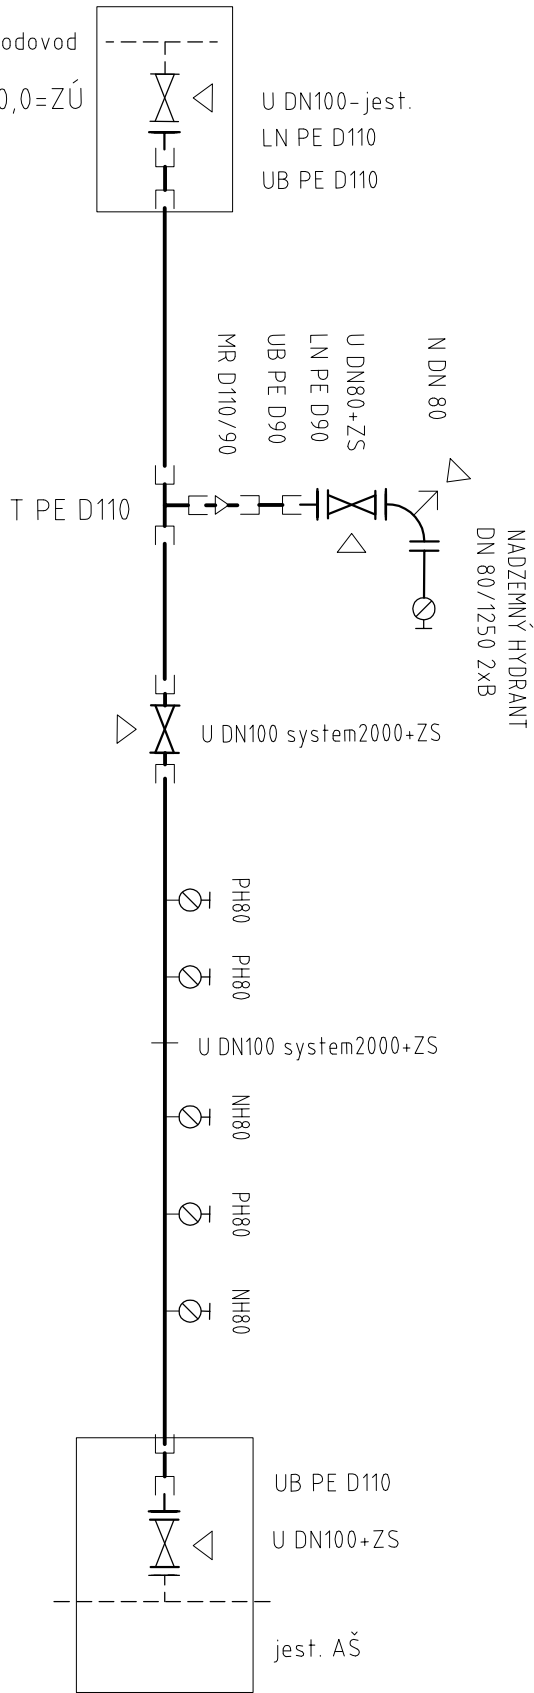 odovod
0,0=ZÚ
U DN100-jest.
LN PE D110
UB PE D110
MR D110/90
UB PE D90
LN PE D90
U DN80+ZS
N DN 80
T PE D110
NADZEMNÝ HYDRANT
DN 80/1250 2xB
U DN100 system2000+ZS
PH80
PH80
U DN100 system2000+ZS
NH80
PH80
NH80
UB PE D110
U DN100+ZS
jest. AŠ